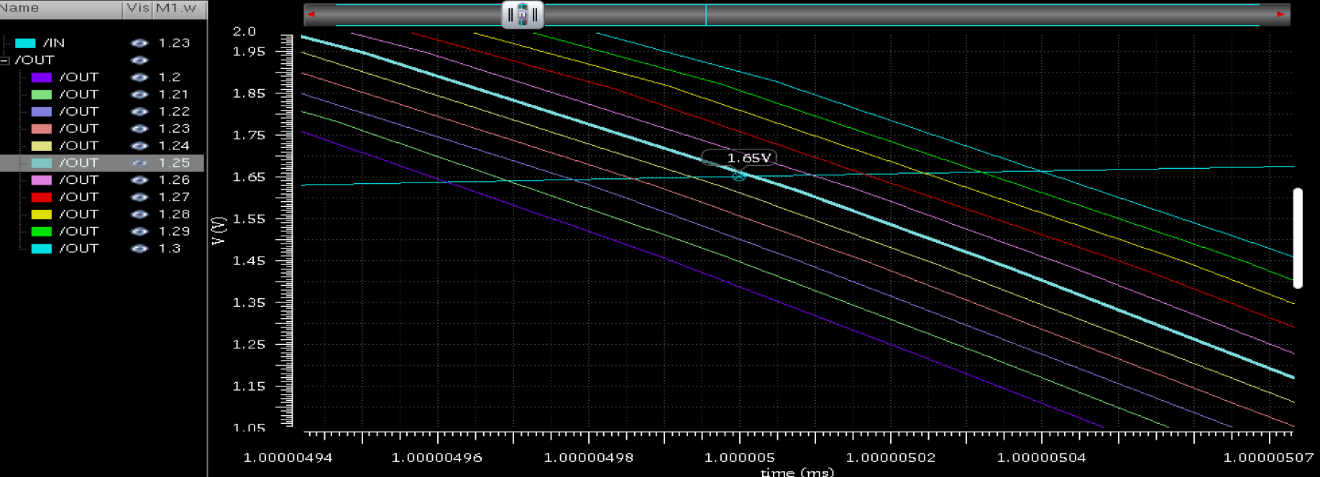 Name Vis M1.w
/IN 1.23
/OUT
/OUT 1.2
/OUT 1.21
/OUT 1.22
/OUT 1.23
/OUT 1.24
/OUT 1.25
/OUT 1.26
/OUT 1.27
/OUT 1.28
/OUT 1.29
/OUT 1.3
2.0
1.95
1.85
1.75
1.65
1.55
1.45
1.35
1.25
1.15
1.05
V (V)
1.65V
1.00000494 1.00000496 1.00000498 1.000005 1.00000502 1.00000504 1.00000507
time (ms)